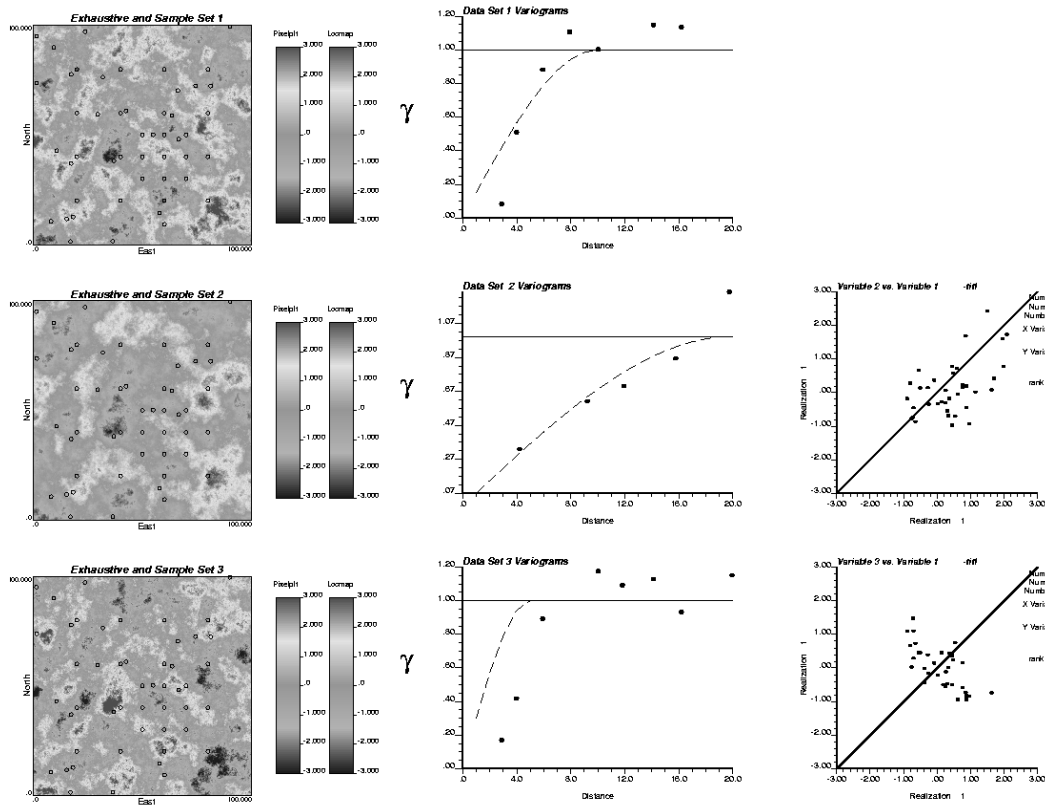 Exhaustive and Sample Set 1
Data Set 1 Variograms
Pixelplt
Locmap
3.000
3.000
2.000
2.000
1.000
1.000
.0
.0
-1.000
-1.000
-2.000
-2.000
-3.000
-3.000
North
East
.0
.0
100.000
γ
1.20
1.00
.80
.60
.40
.20
.00
.0
4.0
8.0
12.0
16.0
20.0
Distance
Exhaustive and Sample Set 2
Data Set 2 Variograms
Variable 2 vs. Variable 1
Pixelplt
Locmap
3.000
3.000
2.000
2.000
1.000
1.000
.0
.0
-1.000
-1.000
-2.000
-2.000
-3.000
-3.000
North
East
.0
.0
100.000
γ
1.07
.87
.67
.47
.27
.07
.0
4.0
8.0
12.0
16.0
20.0
Distance
3.00
2.00
1.00
.00
-1.00
-2.00
-3.00
Realization 1
-3.00
-2.00
-1.00
.00
1.00
2.00
3.00
Realization 1
Num
Num
Numb
X Varia
Y Varia
rank
Exhaustive and Sample Set 3
Data Set 3 Variograms
Variable 3 vs. Variable 1
Pixelplt
Locmap
3.000
3.000
2.000
2.000
1.000
1.000
.0
.0
-1.000
-1.000
-2.000
-2.000
-3.000
-3.000
North
East
.0
.0
100.000
γ
1.20
1.00
.80
.60
.40
.20
.00
.0
4.0
8.0
12.0
16.0
20.0
Distance
3.00
2.00
1.00
.00
-1.00
-2.00
-3.00
Realization 1
-3.00
-2.00
-1.00
.00
1.00
2.00
3.00
Realization 1
Num
Num
Numb
X Varia
Y Varia
rank